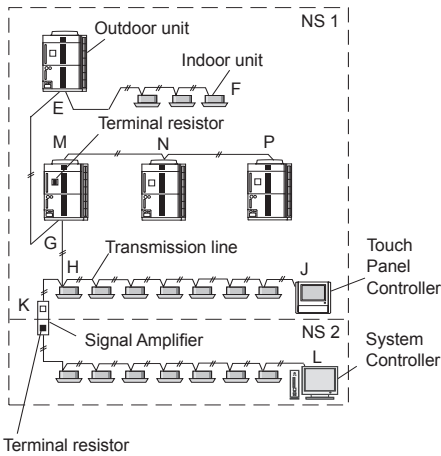 NS 1
Outdoor unit
Indoor unit
E
F
Terminal resistor
M
N
P
G
Transmission line
H
J
Touch
Panel
Controller
K
Signal Amplifier
NS 2
System
Controller
L
Terminal resistor